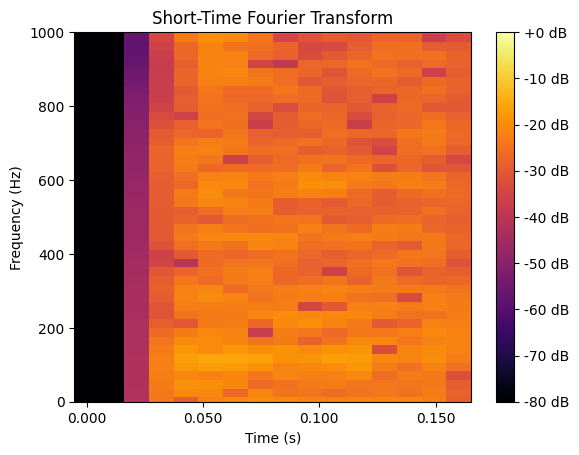 Short-Time Fourier Transform
1000
800
600
400
200
0
Frequency (Hz)
0.000
0.050
0.100
0.150
Time (s)
+0 dB
-10 dB
-20 dB
-30 dB
-40 dB
-50 dB
-60 dB
-70 dB
-80 dB